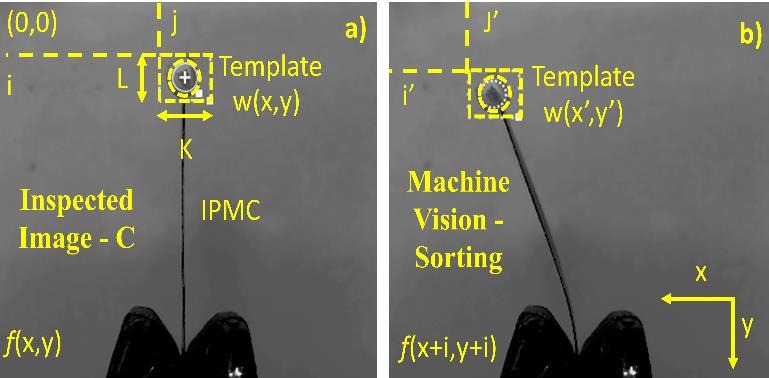 (0,0)
j
a)
i
L
Template
w(x,y)
K
Inspected
Image - C
IPMC
f(x,y)
J’
b)
i’
Template
w(x’,y’)
Machine
Vision -
Sorting
x
y
f(x+i,y+i)